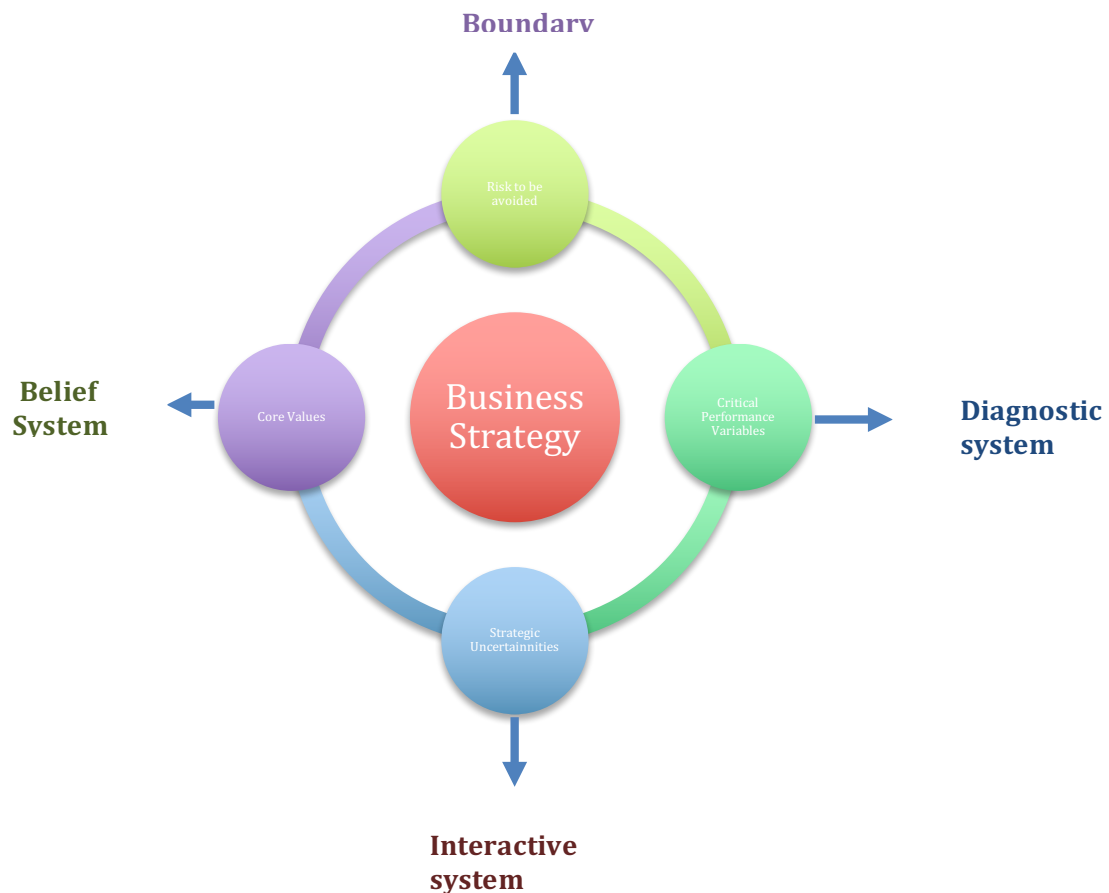 Boundary
Risk to be
avoided
Belief
System
Core Values
Business
Strategy
Critical
Performance
Variables
Diagnostic
system
Strategic
Uncertainnities
Interactive
system